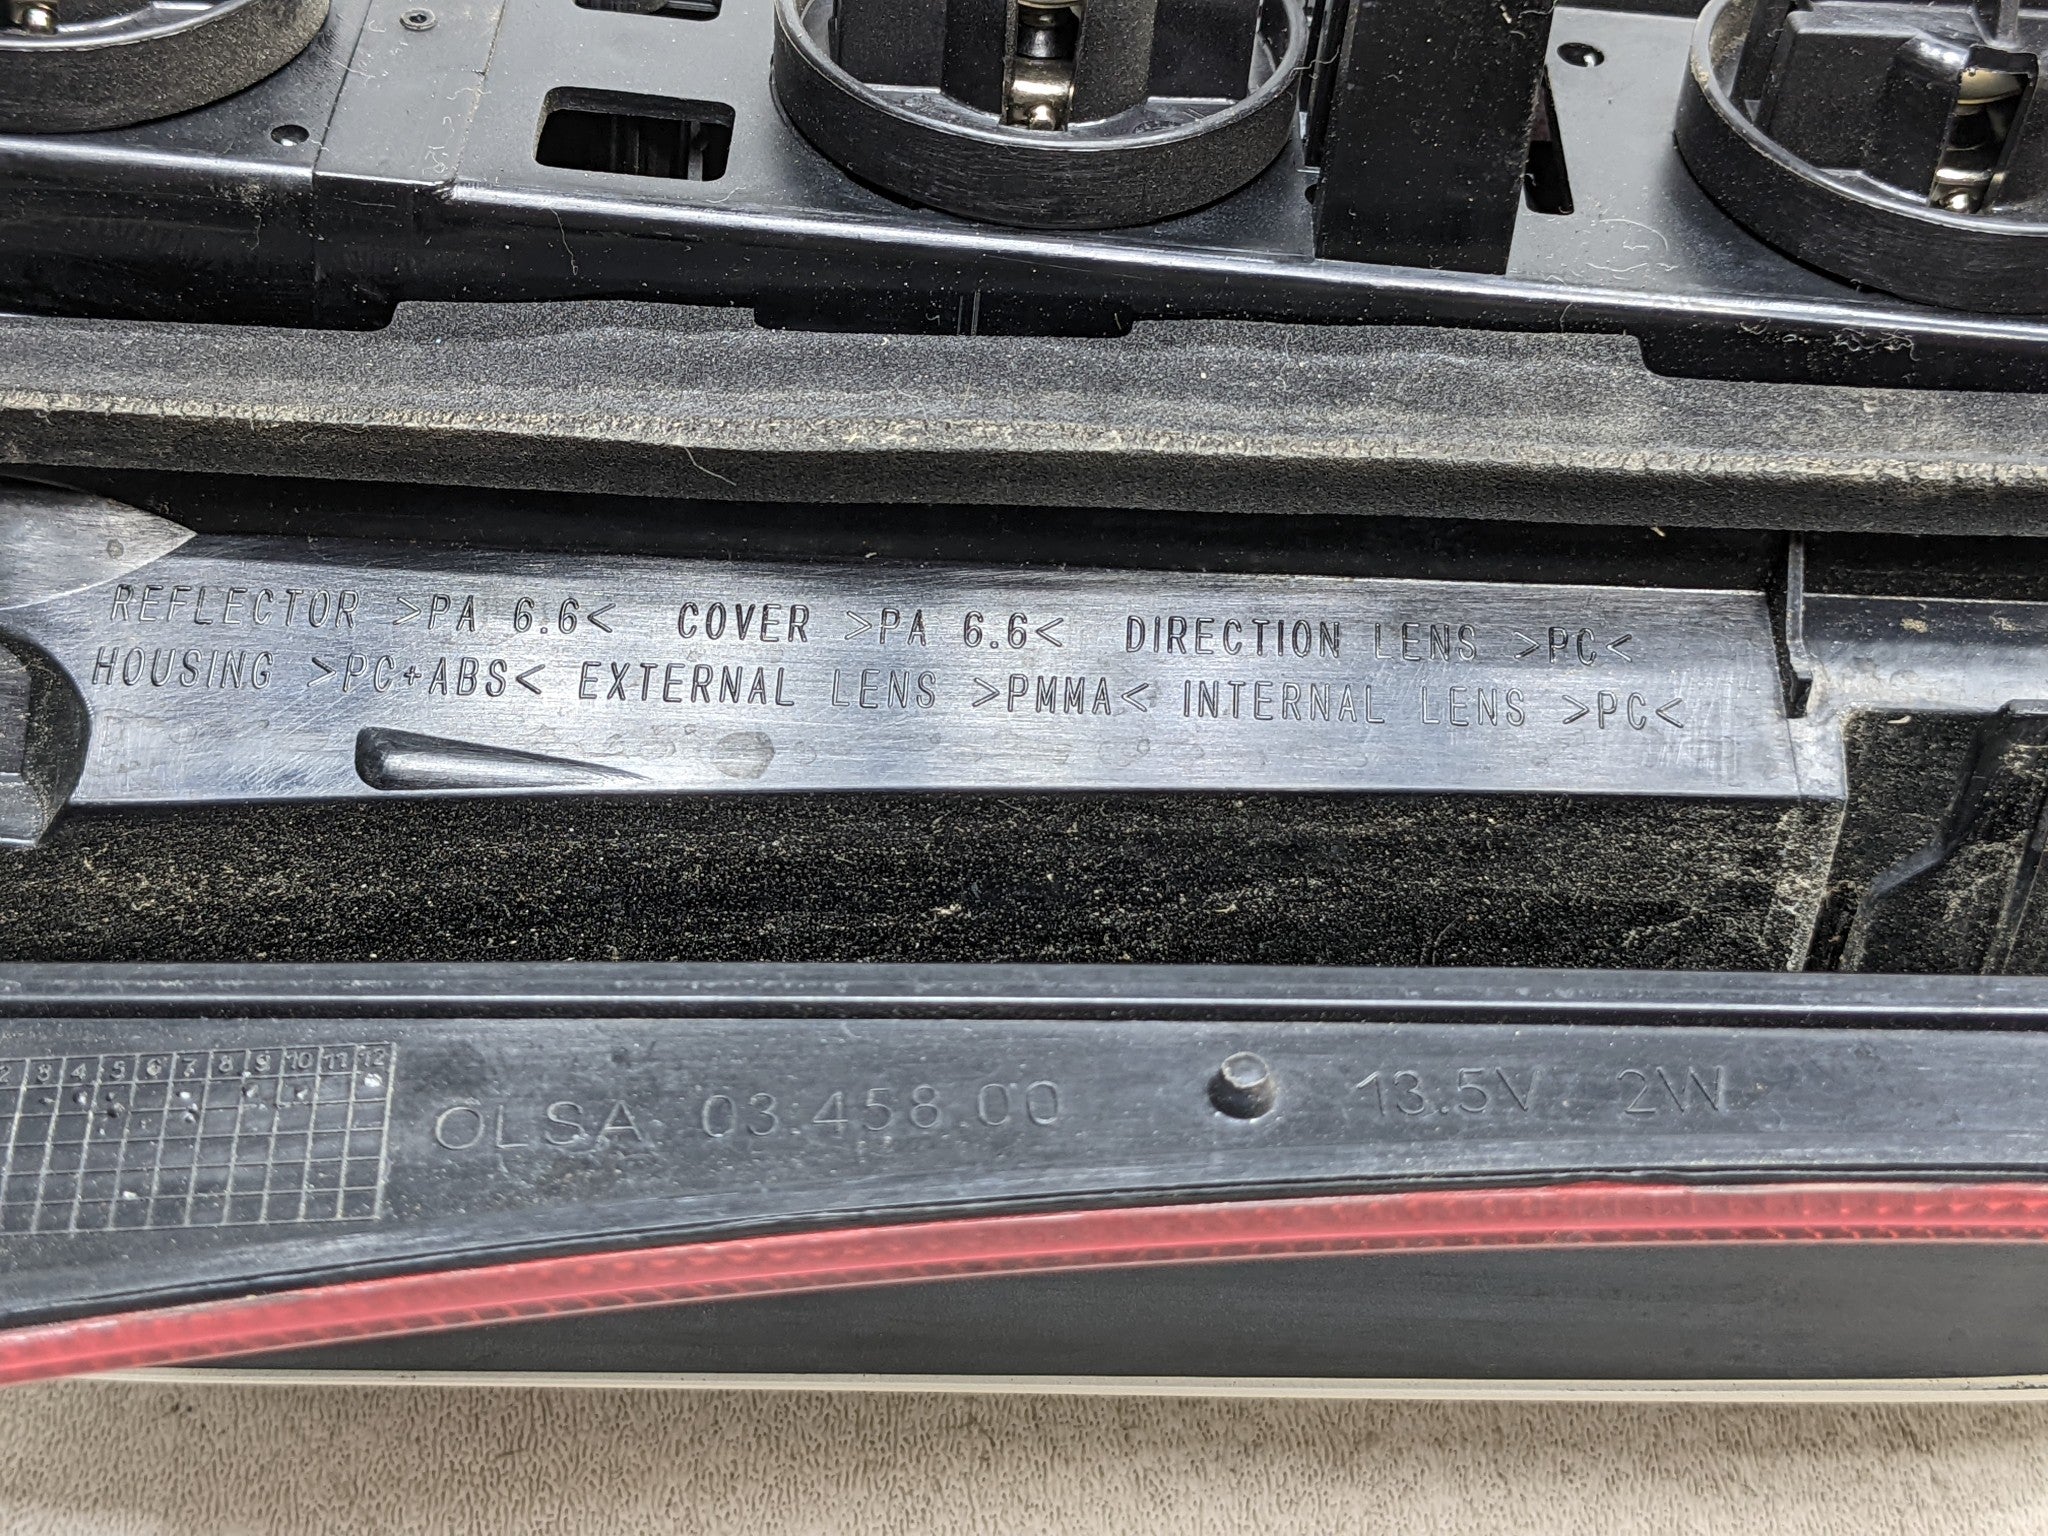 REFLECTOR >PA 6.6< COVER >PA 6.6< DIRECTION LENS >PC<
HOUSING >PC+ABS< EXTERNAL LENS >PMMA< INTERNAL LENS >PC<
2 3 4 5 6 7 8 9 10 11 12
OLSA 03.458.00 13.5V 2W